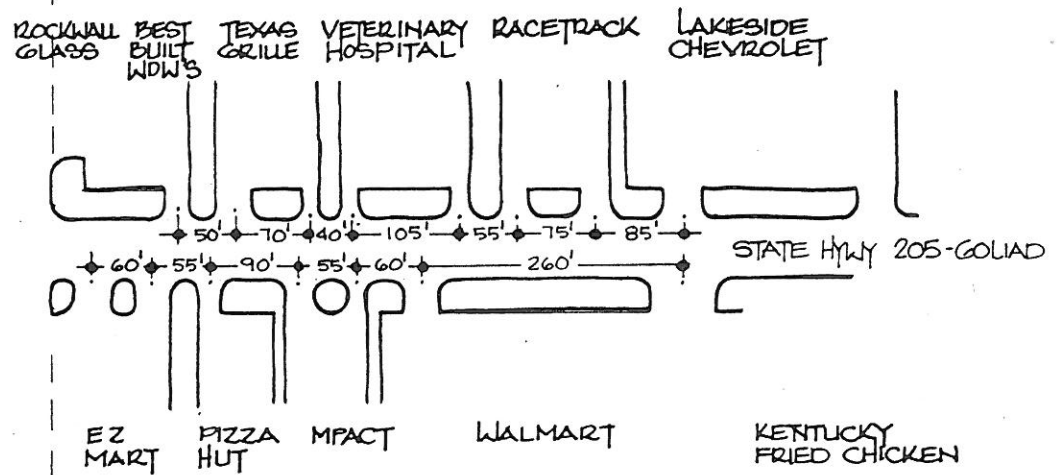 ROCKWALL
GLASS
BEST
BUILT
WDW'S
TEXAS
GRILLE
VETERINARY
HOSPITAL
RACETRACK
LAKESIDE
CHEVROLET
50' 70' 40' 105' 55' 75' 85'
STATE HYWY 205-GOLIAD
60' 55' 90' 55' 60' 260'
EZ
MART
PIZZA
HUT
MPACT
WALMART
KENTUCKY
FRIED CHICKEN